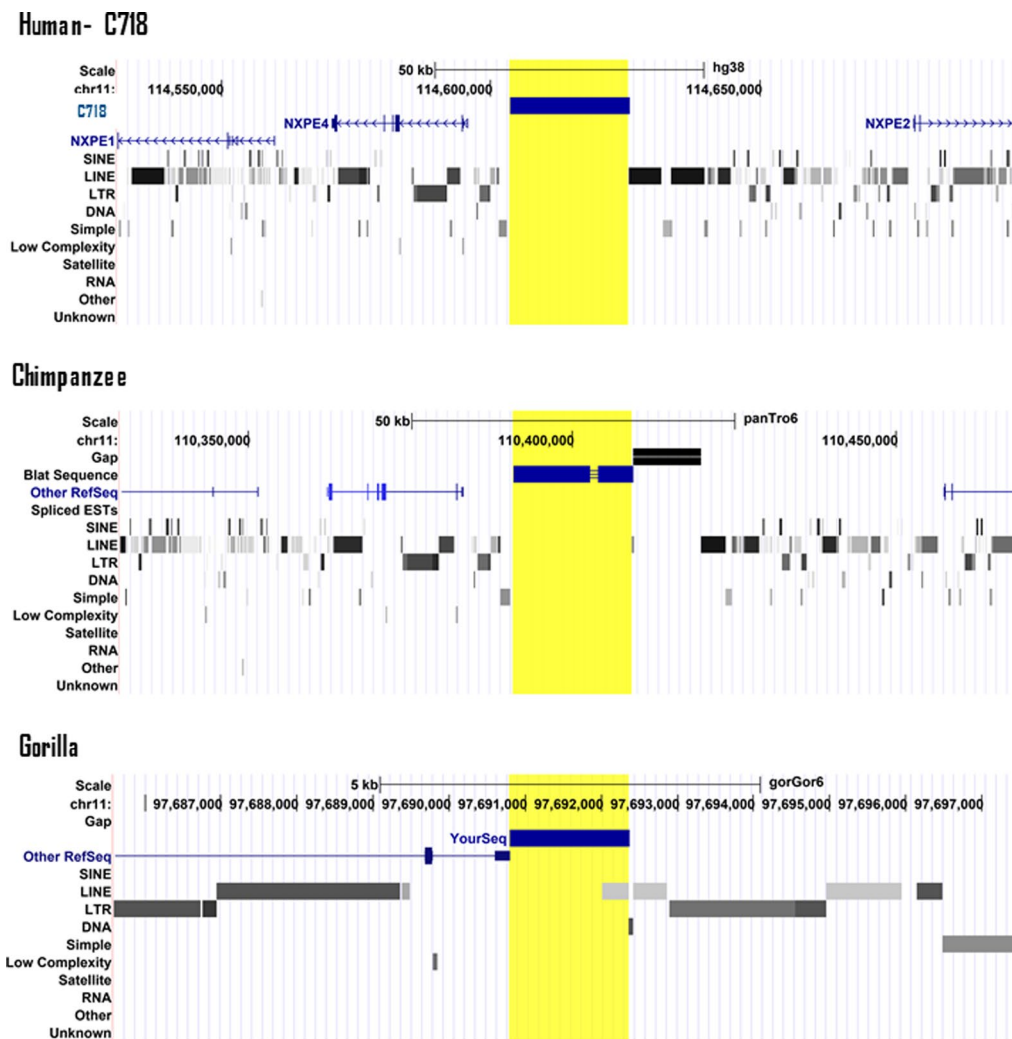 Human- C718
Scale 50 kb hg38
chr11: 114,550,000 114,600,000 114,650,000
C718
NXPE4 NXPE2
NXPE1
SINE
LINE
LTR
DNA
Simple
Low Complexity
Satellite
RNA
Other
Unknown
Chimpanzee
Scale 50 kb panTro6
chr11: 110,350,000 110,400,000 110,450,000
Gap
Blat Sequence
Other RefSeq
Spliced ESTs
SINE
LINE
LTR
DNA
Simple
Low Complexity
Satellite
RNA
Other
Unknown
Gorilla
Scale 5 kb gorGor6
chr11: 97,687,000 97,688,000 97,689,000 97,690,000 97,691,000 97,692,000 97,693,000 97,694,000 97,695,000 97,696,000 97,697,000
Gap
YourSeq
Other RefSeq
SINE
LINE
LTR
DNA
Simple
Low Complexity
Satellite
RNA
Other
Unknown